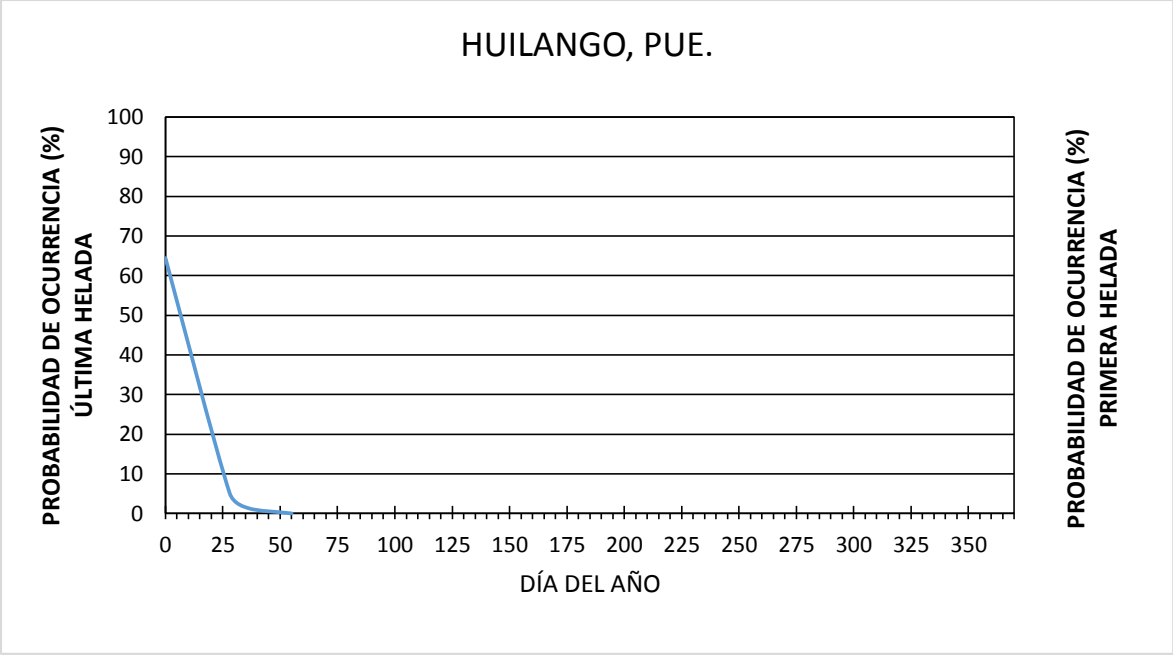 HUILANGO, PUE.
PROBABILIDAD DE OCURRENCIA (%)
ÚLTIMA HELADA
100
90
80
70
60
50
40
30
20
10
0
0 25 50 75 100 125 150 175 200 225 250 275 300 325 350
DÍA DEL AÑO
PROBABILIDAD DE OCURRENCIA (%)
PRIMERA HELADA